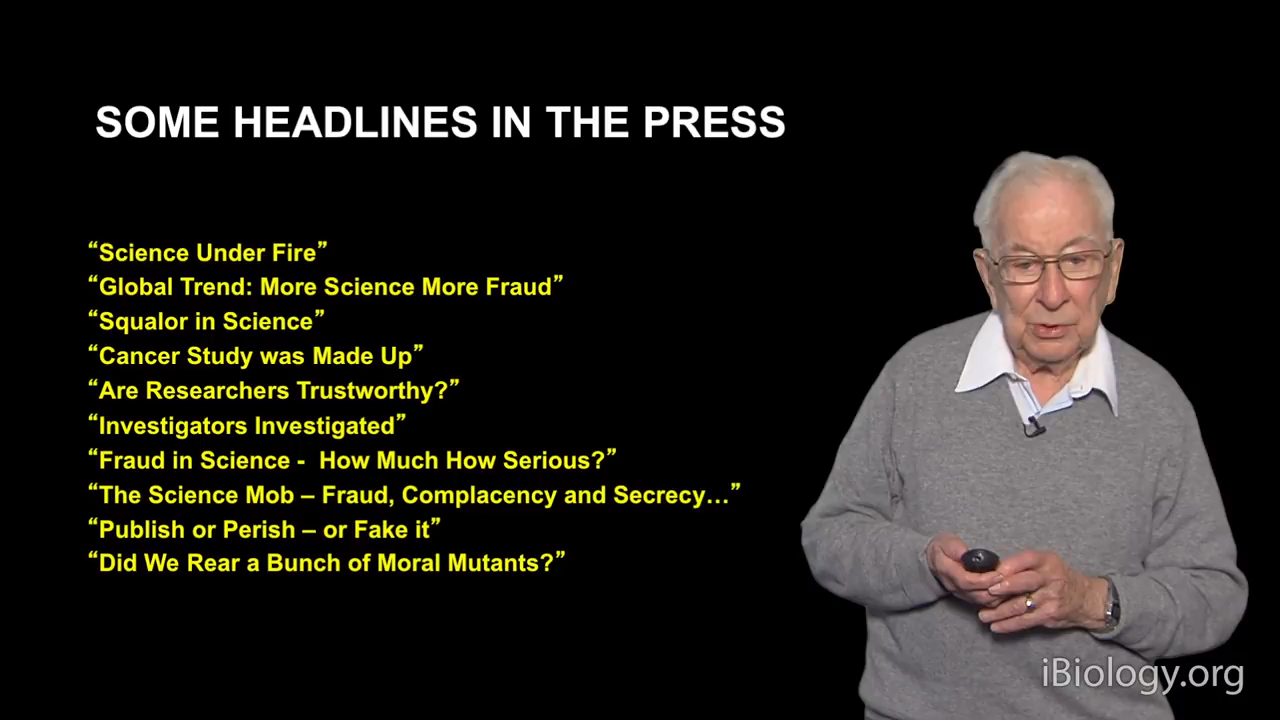 SOME HEADLINES IN THE PRESS
“Science Under Fire”
“Global Trend: More Science More Fraud”
“Squalor in Science”
“Cancer Study was Made Up”
“Are Researchers Trustworthy?”
“Investigators Investigated”
“Fraud in Science -  How Much How Serious?”
“The Science Mob – Fraud, Complacency and Secrecy…”
“Publish or Perish – or Fake it”
“Did We Rear a Bunch of Moral Mutants?”
iBiology.org